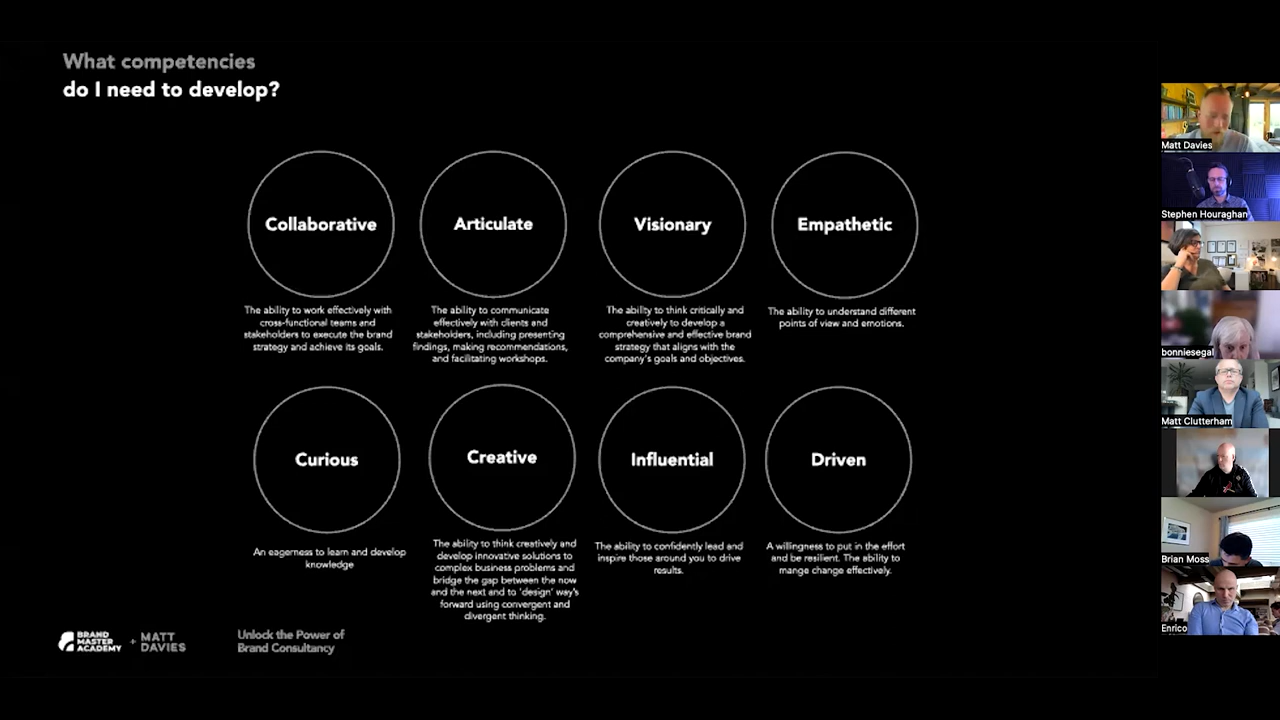 What competencies
do I need to develop?
Collaborative
The ability to work effectively with
cross-functional teams and
stakeholders to execute the brand
strategy and achieve its goals.
Articulate
The ability to communicate
effectively with clients and
stakeholders, including presenting
findings, making recommendations,
and facilitating workshops.
Visionary
The ability to think critically and
creatively to develop a
comprehensive and effective brand
strategy that aligns with the
company's goals and objectives.
Empathetic
The ability to understand different
points of view and emotions.
Curious
An eagerness to learn and develop
knowledge
Creative
The ability to think creatively and
develop innovative solutions to
complex business problems and
bridge the gap between the now
and the next and to 'design' way's
forward using convergent and
divergent thinking.
Influential
The ability to confidently lead and
inspire those around you to drive
results.
Driven
A willingness to put in the effort
and be resilient. The ability to
mange change effectively.
BRAND
MASTER
ACADEMY
+ MATT
DAVIES
Unlock the Power of
Brand Consultancy
Matt Davies
Stephen Houraghan
bonniesegal
Matt Clutterham
Brian Moss
Enrico